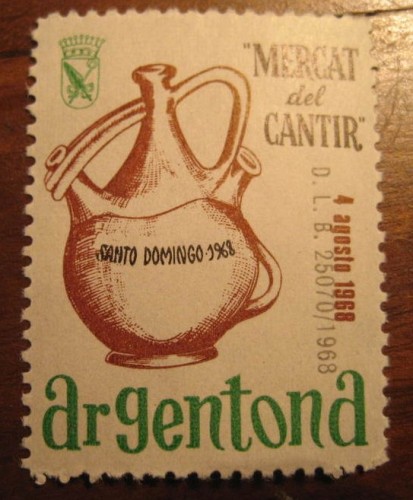 "MERCAT
del
CANTIR"
SANTO DOMINGO-1968
4 agosto 1968
D. L. B. 25070/1968
argentona